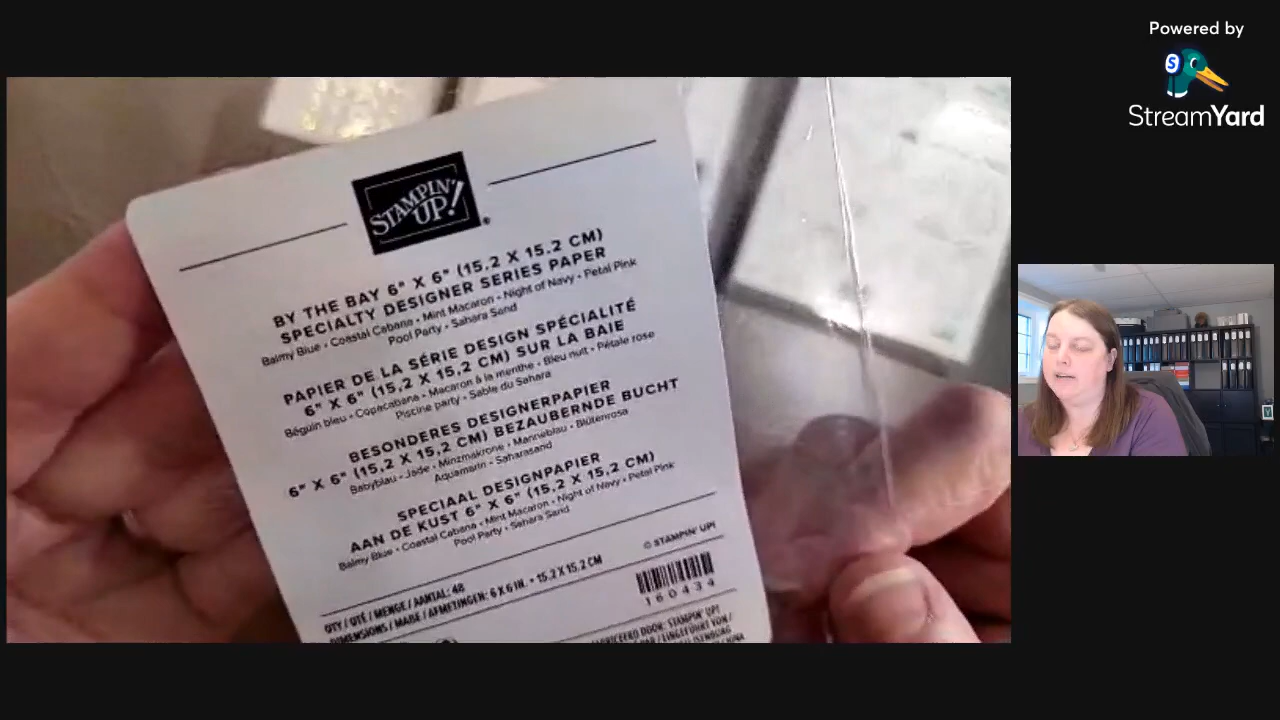 Powered by
S
StreamYard
STAMPIN'
UP!
BY THE BAY 6" X 6" (15.2 X 15.2 CM)
SPECIALTY DESIGNER SERIES PAPER
Balmy Blue • Coastal Cabana • Mint Macaron • Night of Navy • Petal Pink
Pool Party • Sahara Sand
PAPIER DE LA SÉRIE DESIGN SPÉCIALITÉ
6" X 6" (15,2 X 15,2 CM) SUR LA BAIE
Béguin bleu • Copacabana • Macaron à la menthe • Bleu nuit • Pétale rose
Piscine party • Sable du Sahara
BESONDERES DESIGNERPAPIER
6" X 6" (15,2 X 15,2 CM) BEZAUBERNDE BUCHT
Babyblau • Jade • Minzmakrone • Marineblau • Blütenrosa
Aquamarin • Saharasand
SPECIAAL DESIGNPAPIER
AAN DE KUST 6" X 6" (15,2 X 15,2 CM)
Balmy Blue • Coastal Cabana • Mint Macaron • Night of Navy • Petal Pink
Pool Party • Sahara Sand
© STAMPIN' UP!
QTY / QTÉ / MENGE / AANTAL: 48
DIMENSIONS / MAßE / AFMETINGEN: 6 X 6 IN. • 15.2 X 15.2 CM
160434
DOOR: STAMPIN' UP!
EINGEFÜHRT VON/